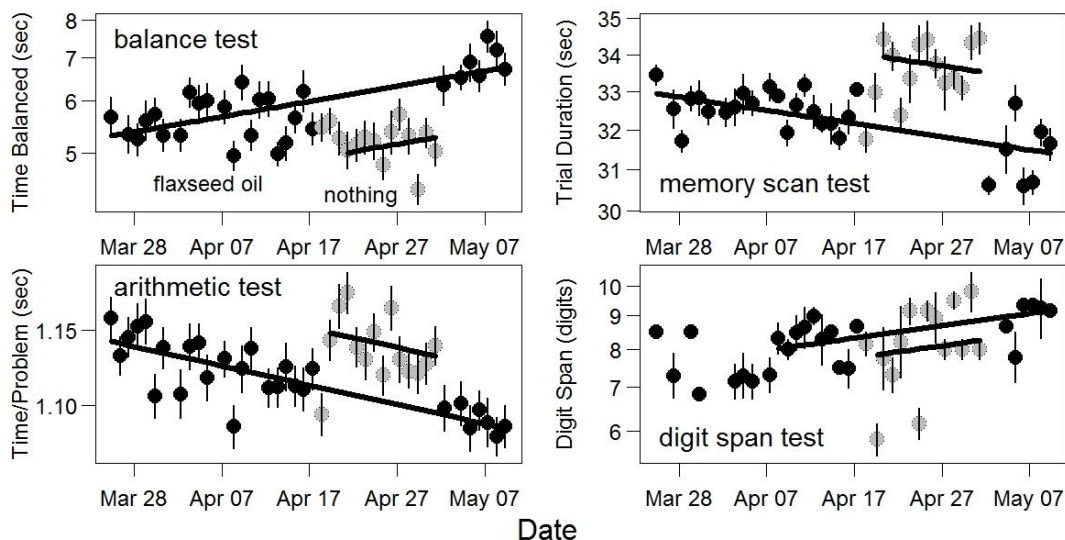 balance test
Time Balanced (sec)
8
7
6
5
flaxseed oil
nothing
Mar 28 Apr 07 Apr 17 Apr 27 May 07
memory scan test
Trial Duration (sec)
35
34
33
32
31
30
Mar 28 Apr 07 Apr 17 Apr 27 May 07
arithmetic test
Time/Problem (sec)
1.15
1.10
Mar 28 Apr 07 Apr 17 Apr 27 May 07
digit span test
Digit Span (digits)
10
9
8
7
6
Mar 28 Apr 07 Apr 17 Apr 27 May 07
Date